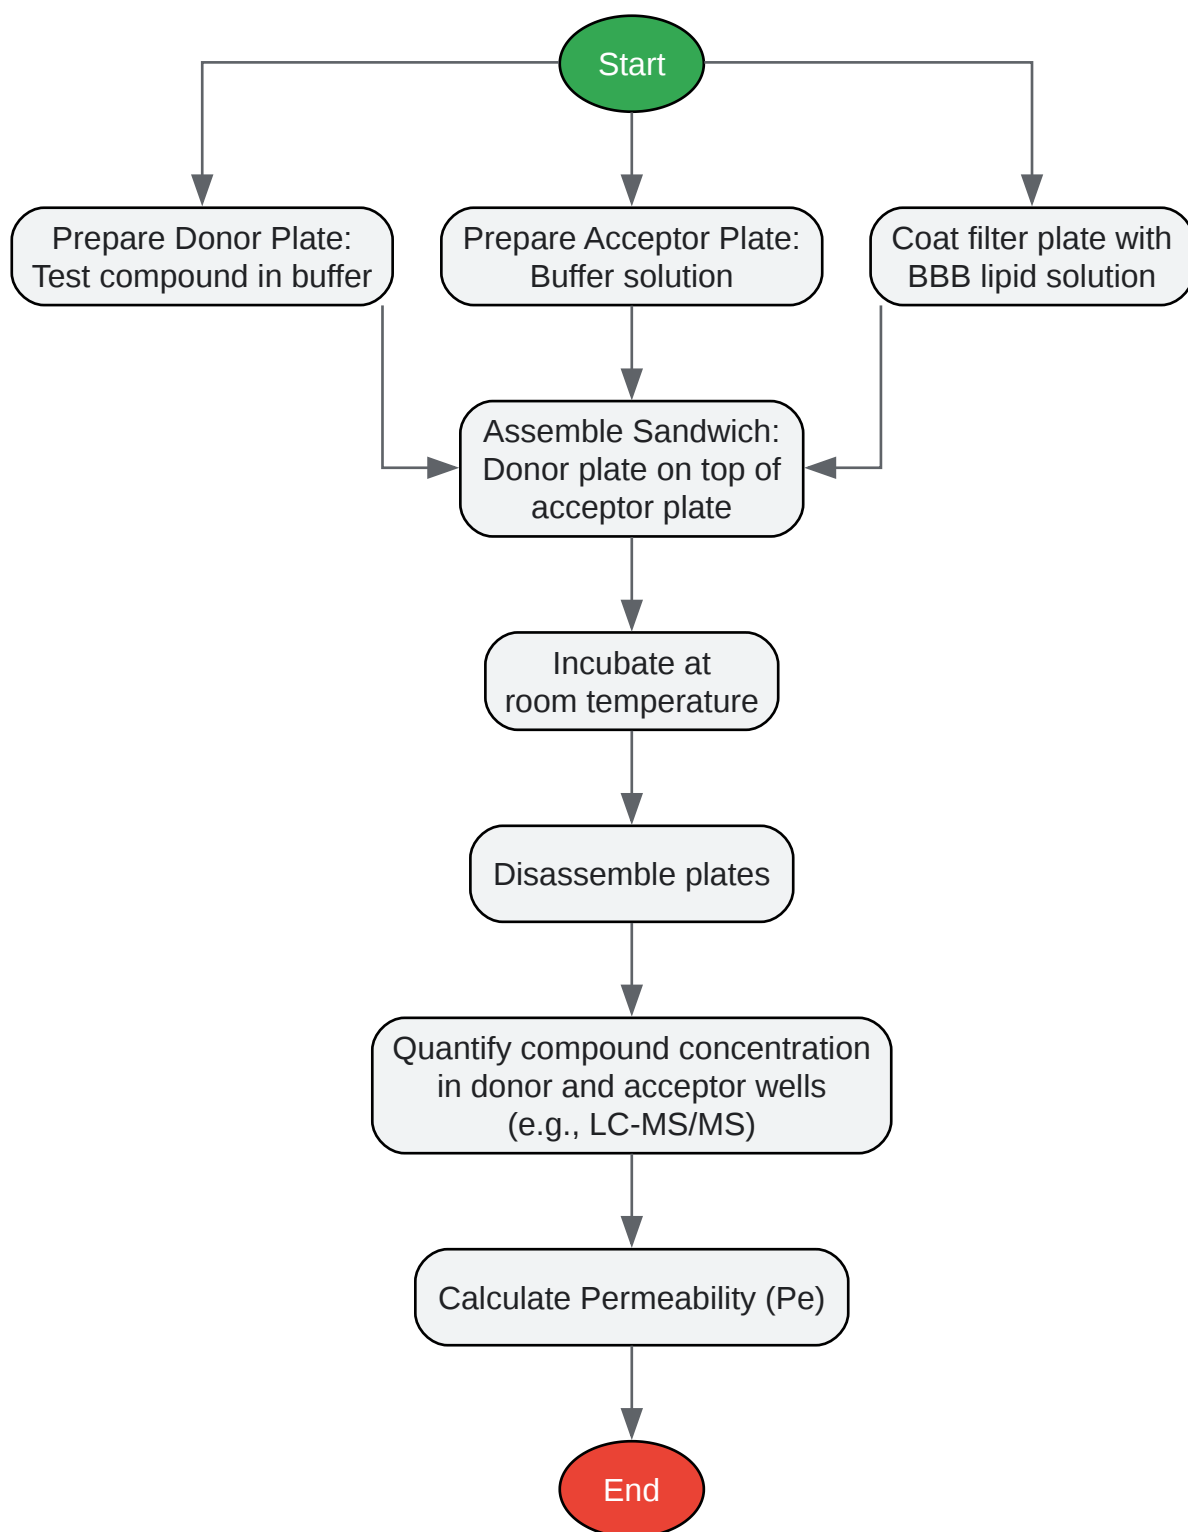 Start
Prepare Donor Plate:
Test compound in buffer
Prepare Acceptor Plate:
Buffer solution
Coat filter plate with
BBB lipid solution
Assemble Sandwich:
Donor plate on top of
acceptor plate
Incubate at
room temperature
Disassemble plates
Quantify compound concentration
in donor and acceptor wells
(e.g., LC-MS/MS)
Calculate Permeability (Pe)
End